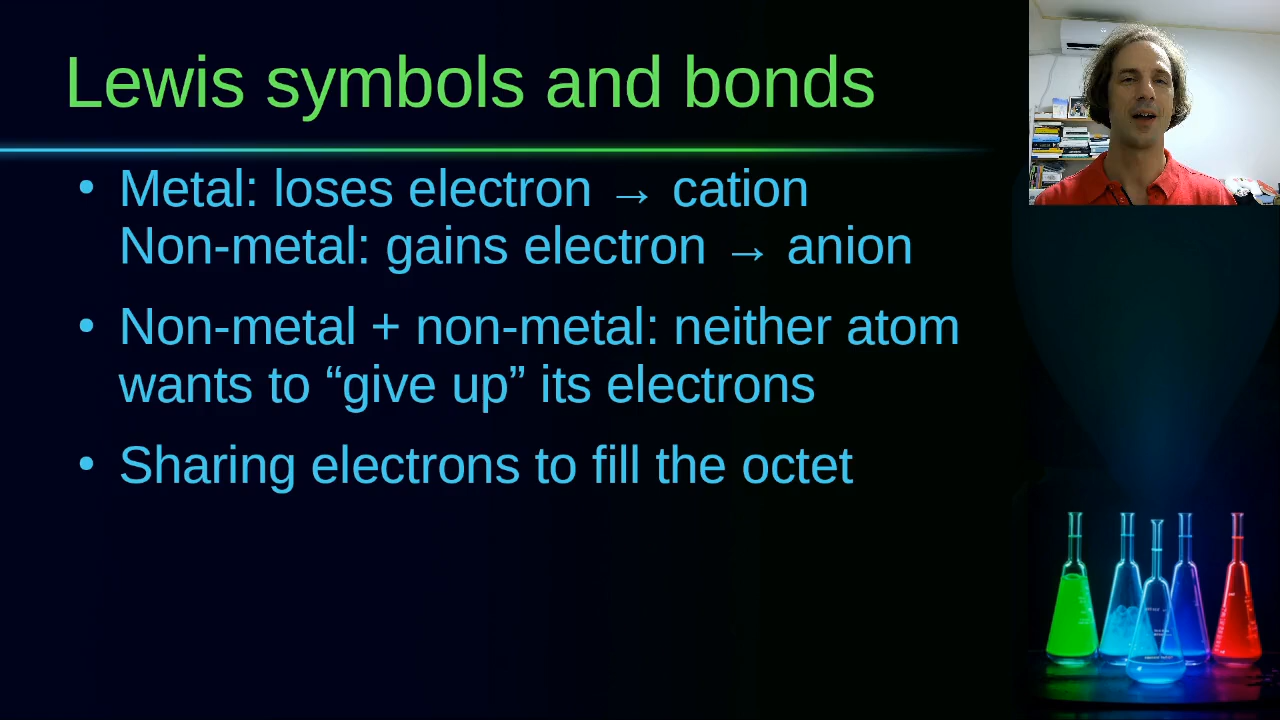 Lewis symbols and bonds
• Metal: loses electron → cation
Non-metal: gains electron → anion
• Non-metal + non-metal: neither atom
wants to “give up” its electrons
• Sharing electrons to fill the octet